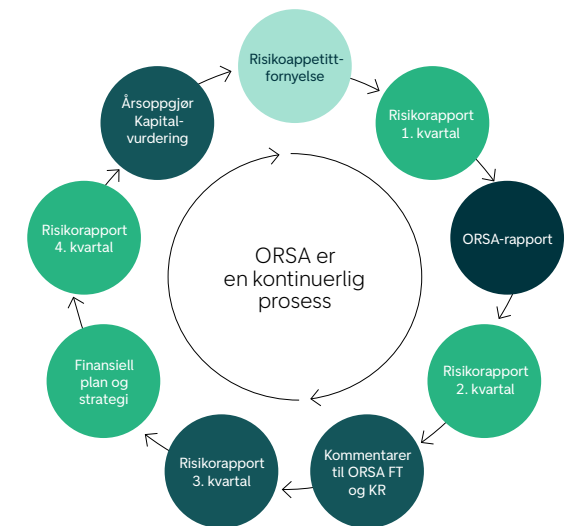 Risikoappetitt-
fornyelse
Risikorapport
1. kvartal
ORSA-rapport
Risikorapport
2. kvartal
Kommentarer
til ORSA FT
og KR
Risikorapport
3. kvartal
Finansiell
plan og
strategi
Risikorapport
4. kvartal
Årsoppgjør
Kapital-
vurdering
ORSA er
en kontinuerlig
prosess